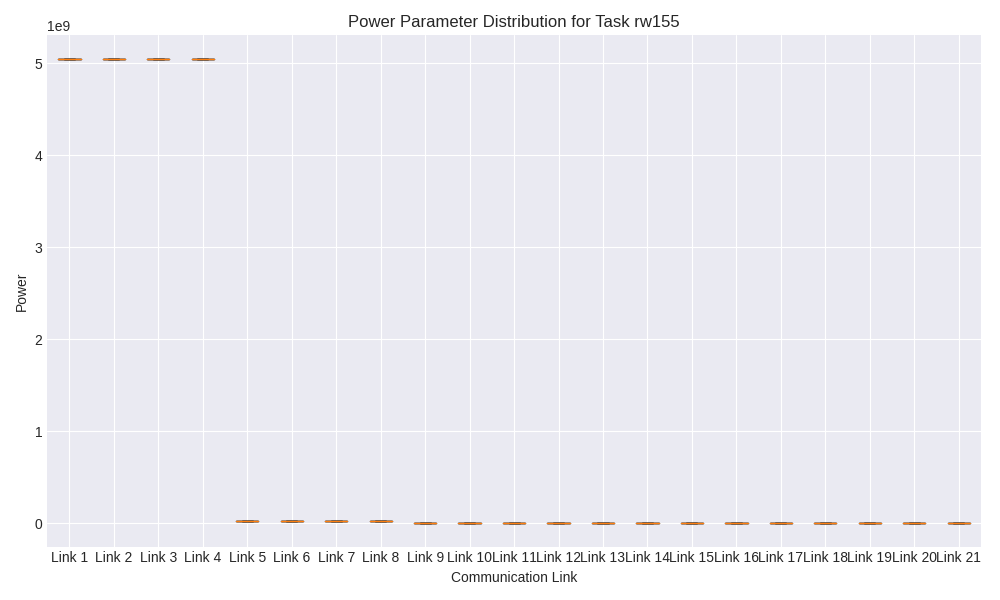 Power Parameter Distribution for Task rw155
1e9
5
4
3
2
1
0
Power
Link 1 Link 2 Link 3 Link 4 Link 5 Link 6 Link 7 Link 8 Link 9 Link 10 Link 11 Link 12 Link 13 Link 14 Link 15 Link 16 Link 17 Link 18 Link 19 Link 20 Link 21
Communication Link